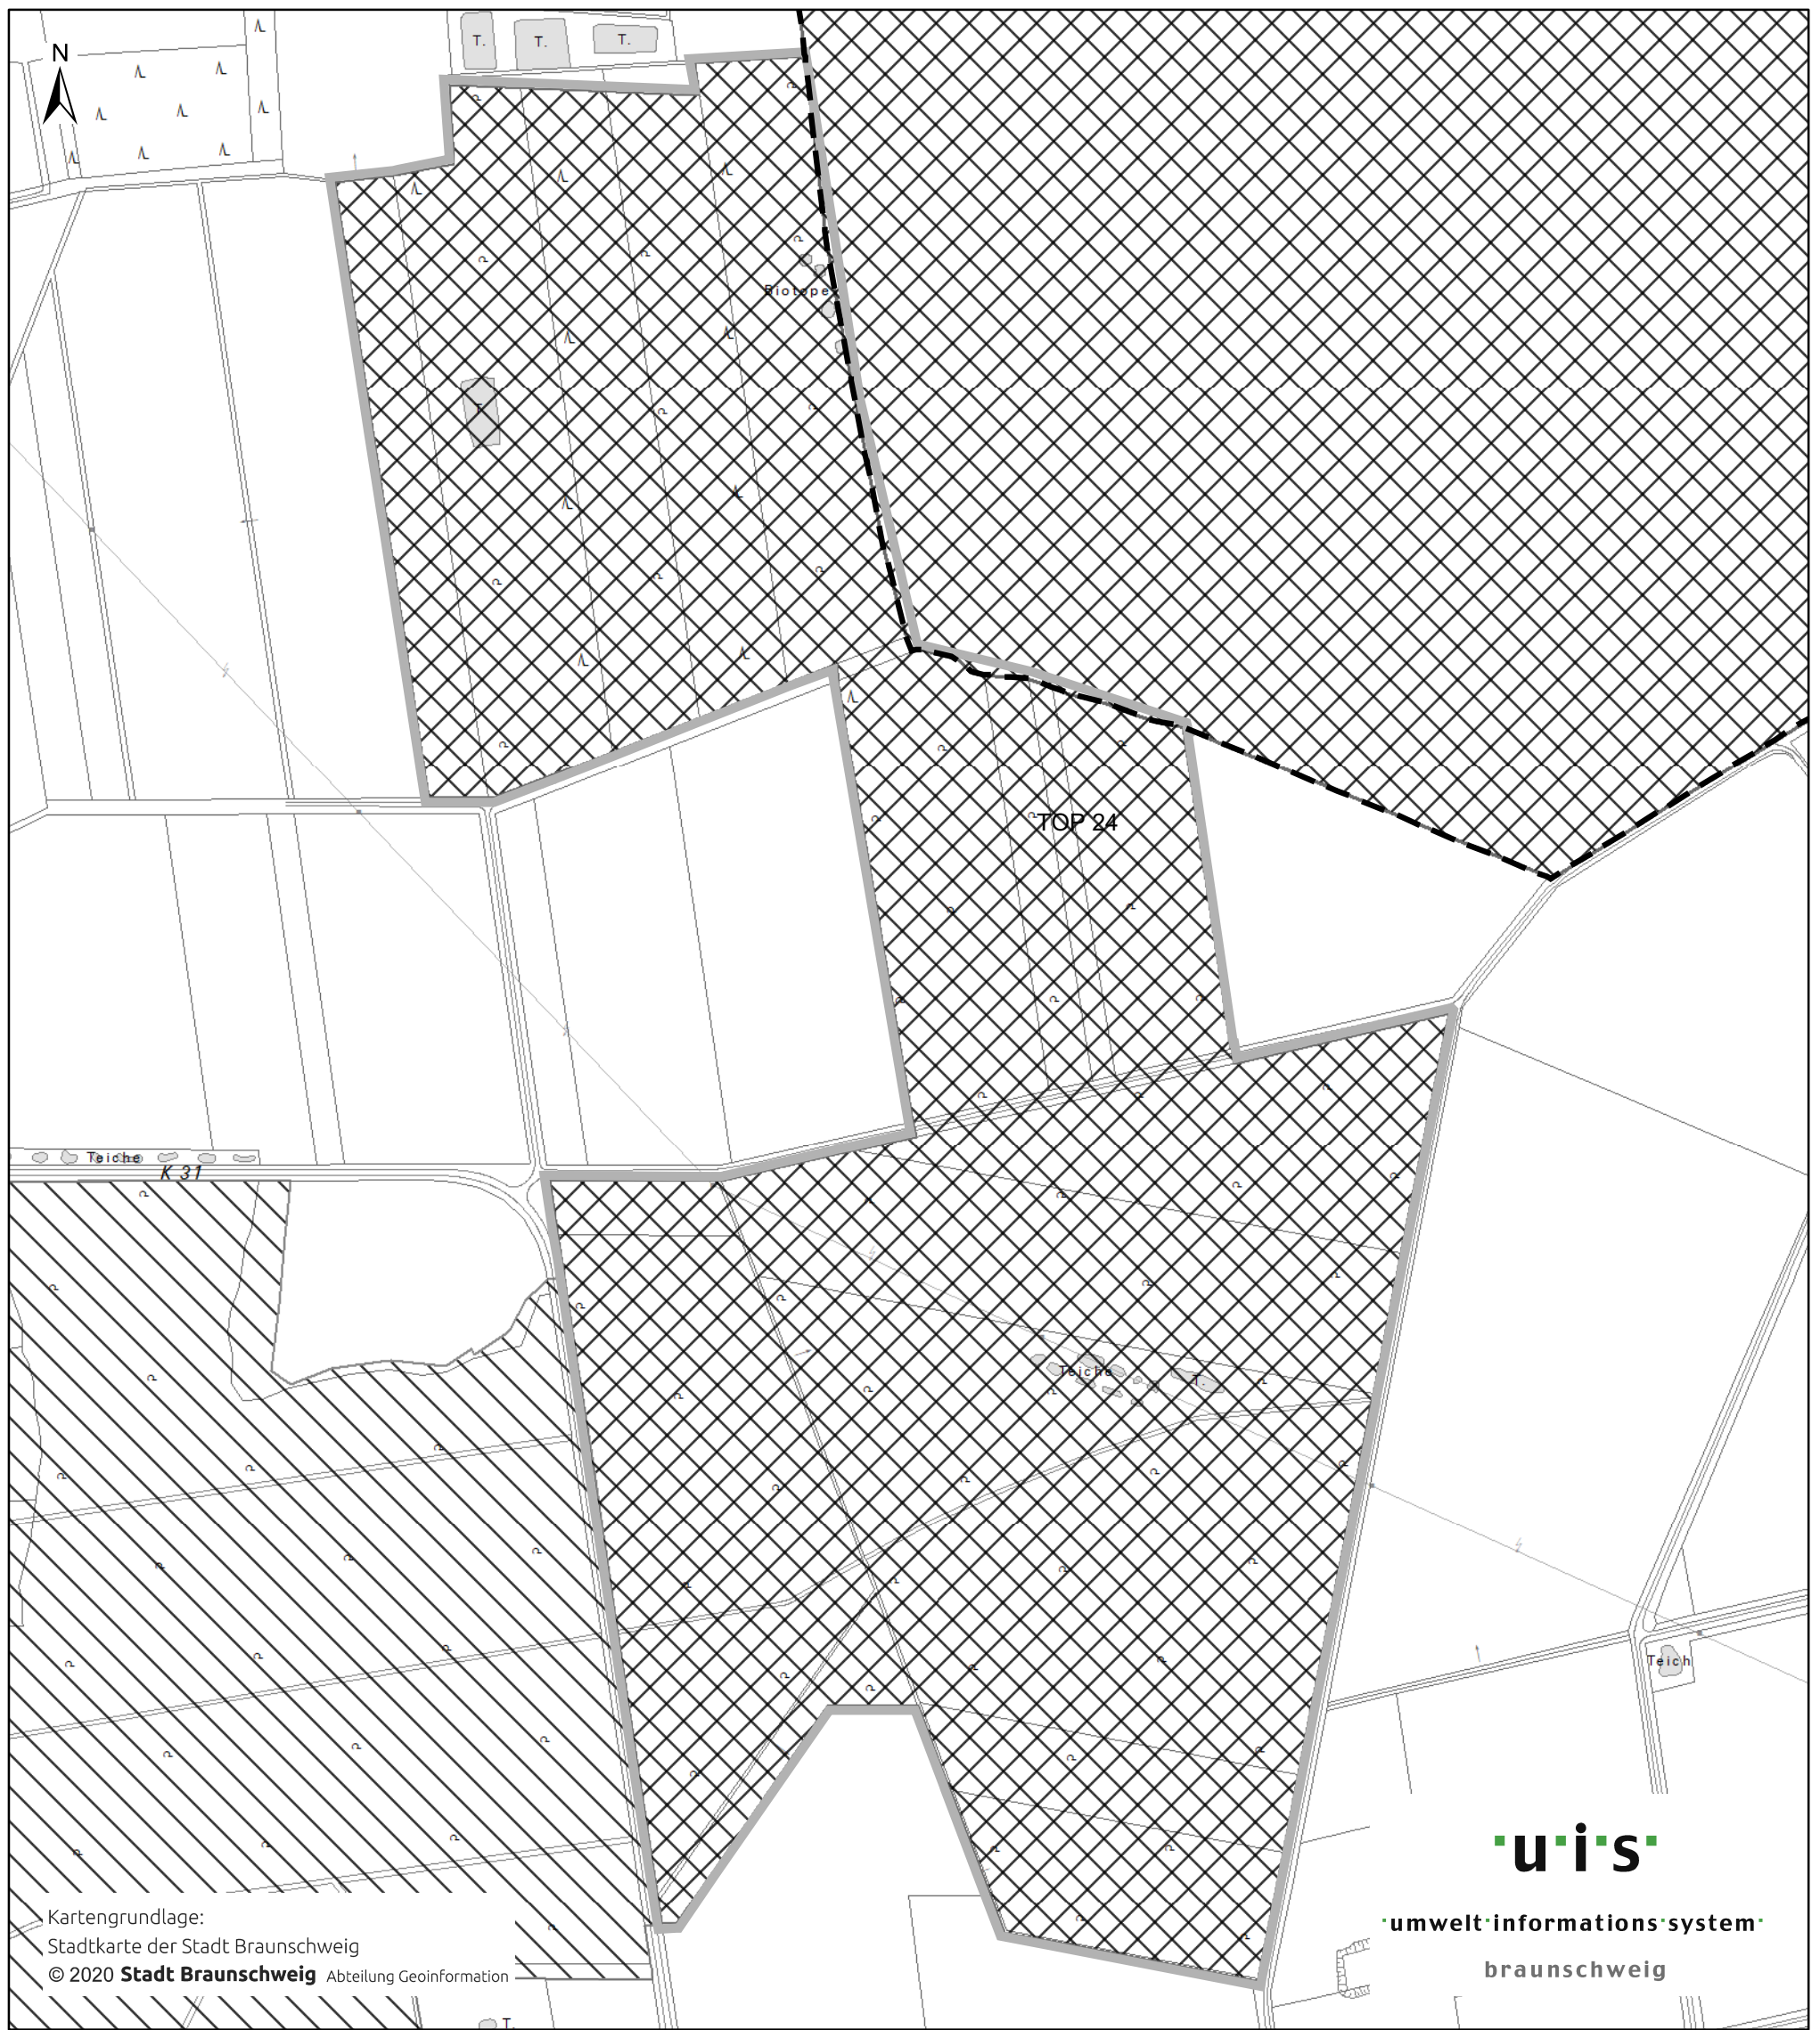 N
T.
T.
T.
Biotope
T.
TOP 24
Teiche
K 31
Teiche
T.
Teich
·u·i·s·
·umwelt·informations·system·
braunschweig
Kartengrundlage:
Stadtkarte der Stadt Braunschweig
© 2020 Stadt Braunschweig Abteilung Geoinformation
T.